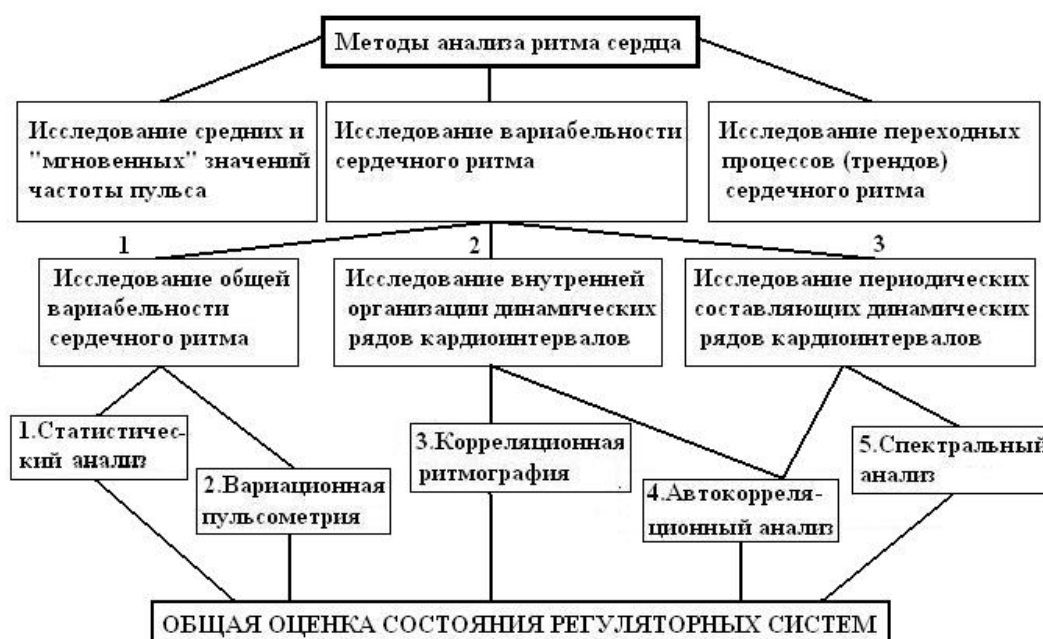 Методы анализа ритма сердца
Исследование средних и
"мгновенных" значений
частоты пульса
Исследование вариабельности
сердечного ритма
Исследование переходных
процессов (трендов)
сердечного ритма
1
2
3
Исследование общей
вариабельности
сердечного ритма
Исследование внутренней
организации динамических
рядов кардиоинтервалов
Исследование периодических
составляющих динамических
рядов кардиоинтервалов
1.Статистичес-
кий анализ
2.Вариационная
пульсометрия
3.Корреляционная
ритмография
4.Автокорреля-
ционный анализ
5.Спектральный
анализ
ОБЩАЯ ОЦЕНКА СОСТОЯНИЯ РЕГУЛЯТОРНЫХ СИСТЕМ